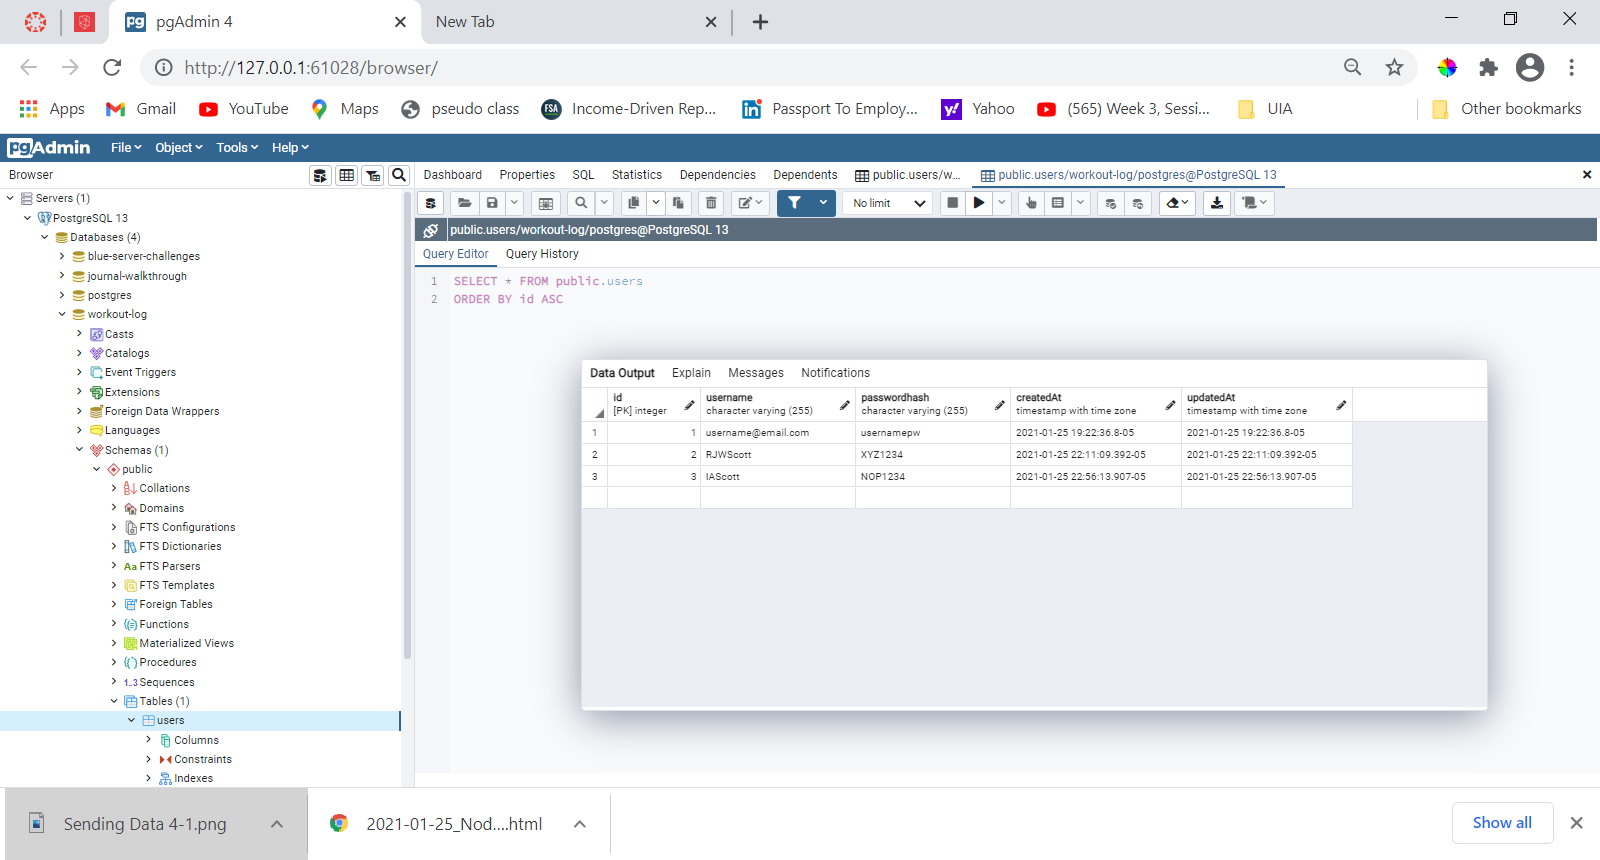 pgAdmin 4
New Tab
http://127.0.0.1:61028/browser/
Apps Gmail YouTube Maps pseudo class FSA Income-Driven Rep... Passport To Employ... Yahoo (565) Week 3, Sessi... UIA Other bookmarks
pgAdmin File Object Tools Help
Browser
Servers (1)
PostgreSQL 13
Databases (4)
blue-server-challenges
journal-walkthrough
postgres
workout-log
Casts
Catalogs
Event Triggers
Extensions
Foreign Data Wrappers
Languages
Schemas (1)
public
Collations
Domains
FTS Configurations
FTS Dictionaries
Aa FTS Parsers
FTS Templates
Foreign Tables
Functions
Materialized Views
Procedures
1..3 Sequences
Tables (1)
users
Columns
Constraints
Indexes
Dashboard Properties SQL Statistics Dependencies Dependents public.users/w... public.users/workout-log/postgres@PostgreSQL 13
No limit
public.users/workout-log/postgres@PostgreSQL 13
Query Editor Query History
1 SELECT * FROM public.users
2 ORDER BY id ASC
Data Output Explain Messages Notifications
id username passwordhash createdAt updatedAt
[PK] integer character varying (255) character varying (255) timestamp with time zone timestamp with time zone
1 1 username@email.com usernamepw 2021-01-25 19:22:36.8-05 2021-01-25 19:22:36.8-05
2 2 RJWScott XYZ1234 2021-01-25 22:11:09.392-05 2021-01-25 22:11:09.392-05
3 3 IAScott NOP1234 2021-01-25 22:56:13.907-05 2021-01-25 22:56:13.907-05
Sending Data 4-1.png
2021-01-25_Nod....html
Show all